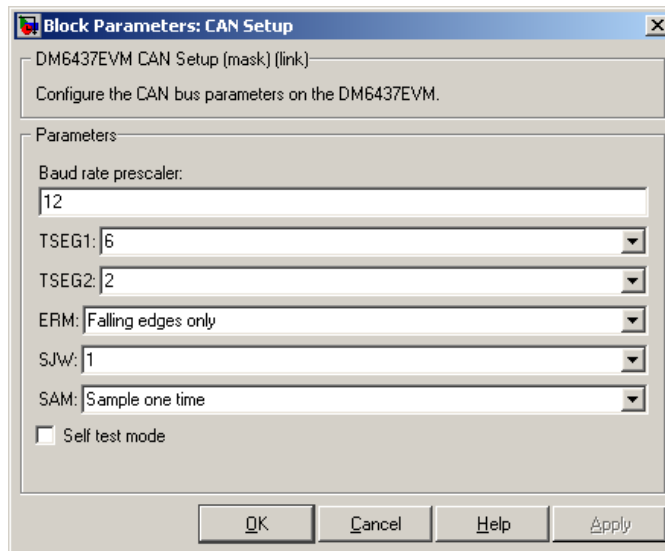 Block Parameters: CAN Setup
DM6437EVM CAN Setup (mask) (link)
Configure the CAN bus parameters on the DM6437EVM.
Parameters
Baud rate prescaler:
12
TSEG1: 6
TSEG2: 2
ERM: Falling edges only
SJW: 1
SAM: Sample one time
Self test mode
OK Cancel Help Apply